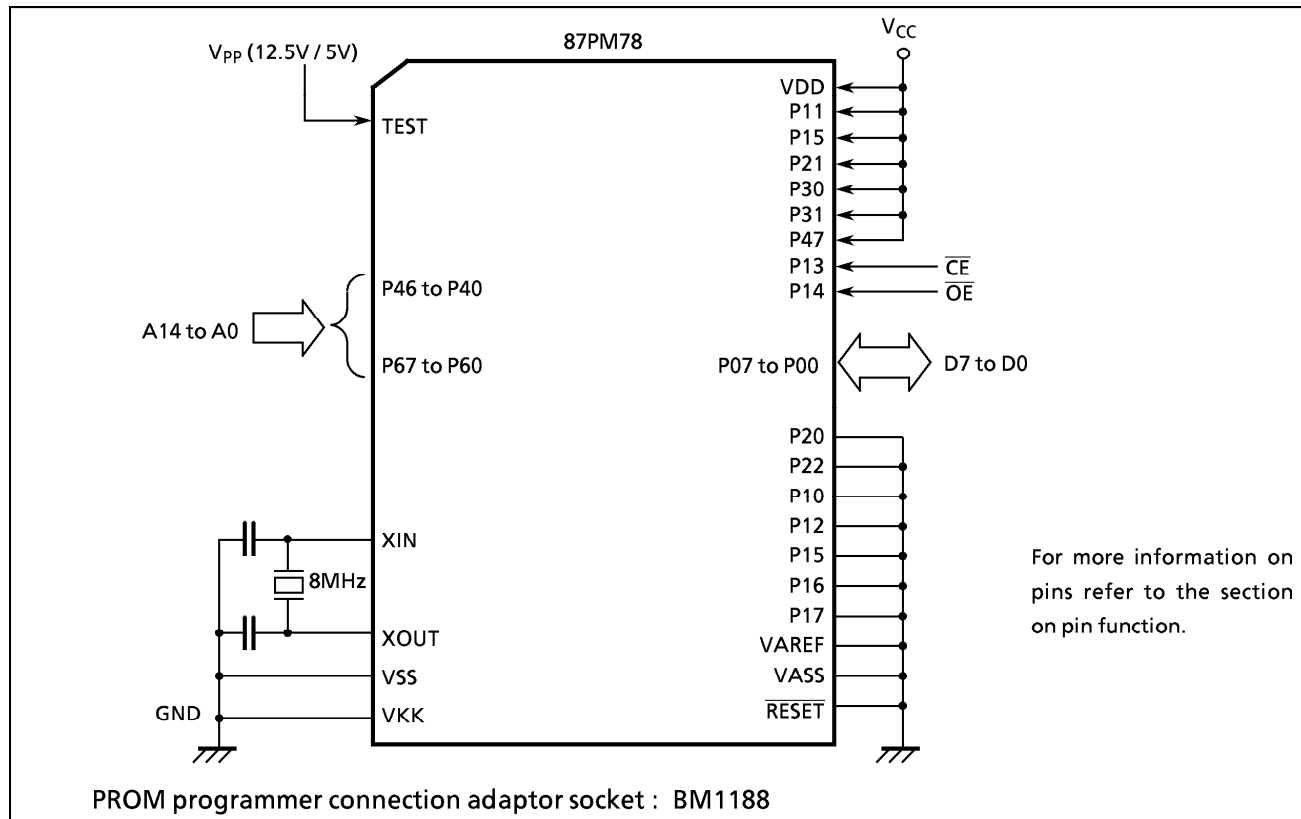 87PM78
VPP (12.5V / 5V)
VCC
TEST
VDD
P11
P15
P21
P30
P31
P47
P13
CE
P14
OE
A14 to A0
P46 to P40
P67 to P60
P07 to P00
D7 to D0
P20
P22
P10
P12
P15
P16
P17
VAREF
VASS
RESET
XIN
8MHz
XOUT
VSS
GND
VKK
For more information on
pins refer to the section
on pin function.
PROM programmer connection adaptor socket : BM1188